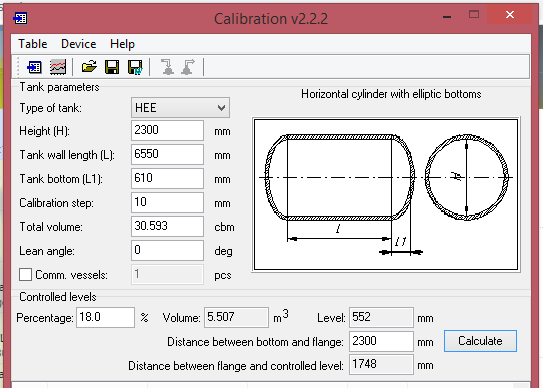 Calibration v2.2.2
Table Device Help
Tank parameters
Type of tank: HEE
Horizontal cylinder with elliptic bottoms
Height (H): 2300 mm
Tank wall length (L): 6550 mm
Tank bottom (L1): 610 mm
Calibration step: 10 mm
Total volume: 30.593 cbm
Lean angle: 0 deg
Comm. vessels: 1 pcs
H
L
L1
Controlled levels
Percentage: 18.0 % Volume: 5.507 m3 Level: 552 mm
Distance between bottom and flange: 2300 mm Calculate
Distance between flange and controlled level: 1748 mm